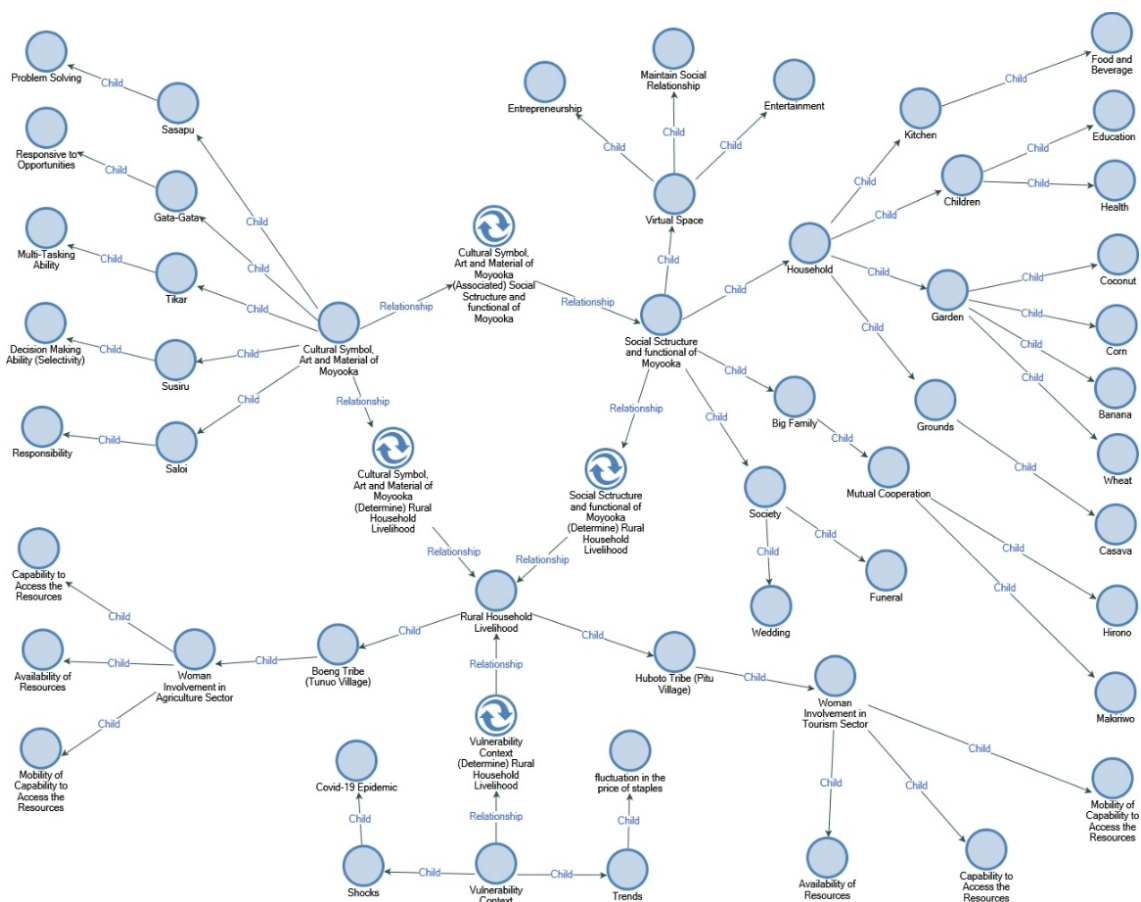 Problem Solving
Child
Sasapu
Responsive to
Opportunities
Child
Gata-Gata
Child
Multi-Tasking
Ability
Child
Tikar
Child
Child
Decision Making
Ability (Selectivity)
Child
Susiru
Child
Responsibility
Child
Saloi
Child
Cultural Symbol,
Art and Material of
Moyooka
Relationship
Cultural Symbol,
Art and Material of
Moyooka
(Associated) Social
Sctructure and
functional of
Moyooka
Relationship
Entrepreneurship
Maintain Social
Relationship
Entertainment
Child
Child
Child
Virtual Space
Child
Social Sctructure
and functional of
Moyooka
Child
Household
Child
Kitchen
Child
Food and
Beverage
Child
Children
Child
Education
Child
Health
Child
Garden
Child
Coconut
Child
Corn
Child
Banana
Child
Wheat
Child
Grounds
Child
Casava
Child
Big Family
Child
Mutual Cooperation
Child
Hirono
Child
Makiriwo
Child
Society
Child
Wedding
Child
Funeral
Relationship
Cultural Symbol,
Art and Material of
Moyooka
(Determine) Rural
Household
Livelihood
Relationship
Relationship
Social Sctructure
and functional of
Moyooka
(Determine) Rural
Household
Livelihood
Relationship
Rural Household
Livelihood
Child
Boeng Tribe
(Tunuo Village)
Child
Woman
Involvement in
Agriculture Sector
Child
Capability to
Access the
Resources
Child
Availability of
Resources
Child
Mobility of
Capability to
Access the
Resources
Child
Huboto Tribe (Pitu
Village)
Child
Woman
Involvement in
Tourism Sector
Child
Mobility of
Capability to
Access the
Resources
Child
Availability of
Resources
Child
Capability to
Access the
Resources
Relationship
Vulnerability
Context
(Determine) Rural
Household
Livelihood
Relationship
Vulnerability
Context
Child
Shocks
Child
Covid-19 Epidemic
Child
Trends
Child
fluctuation in the
price of staples